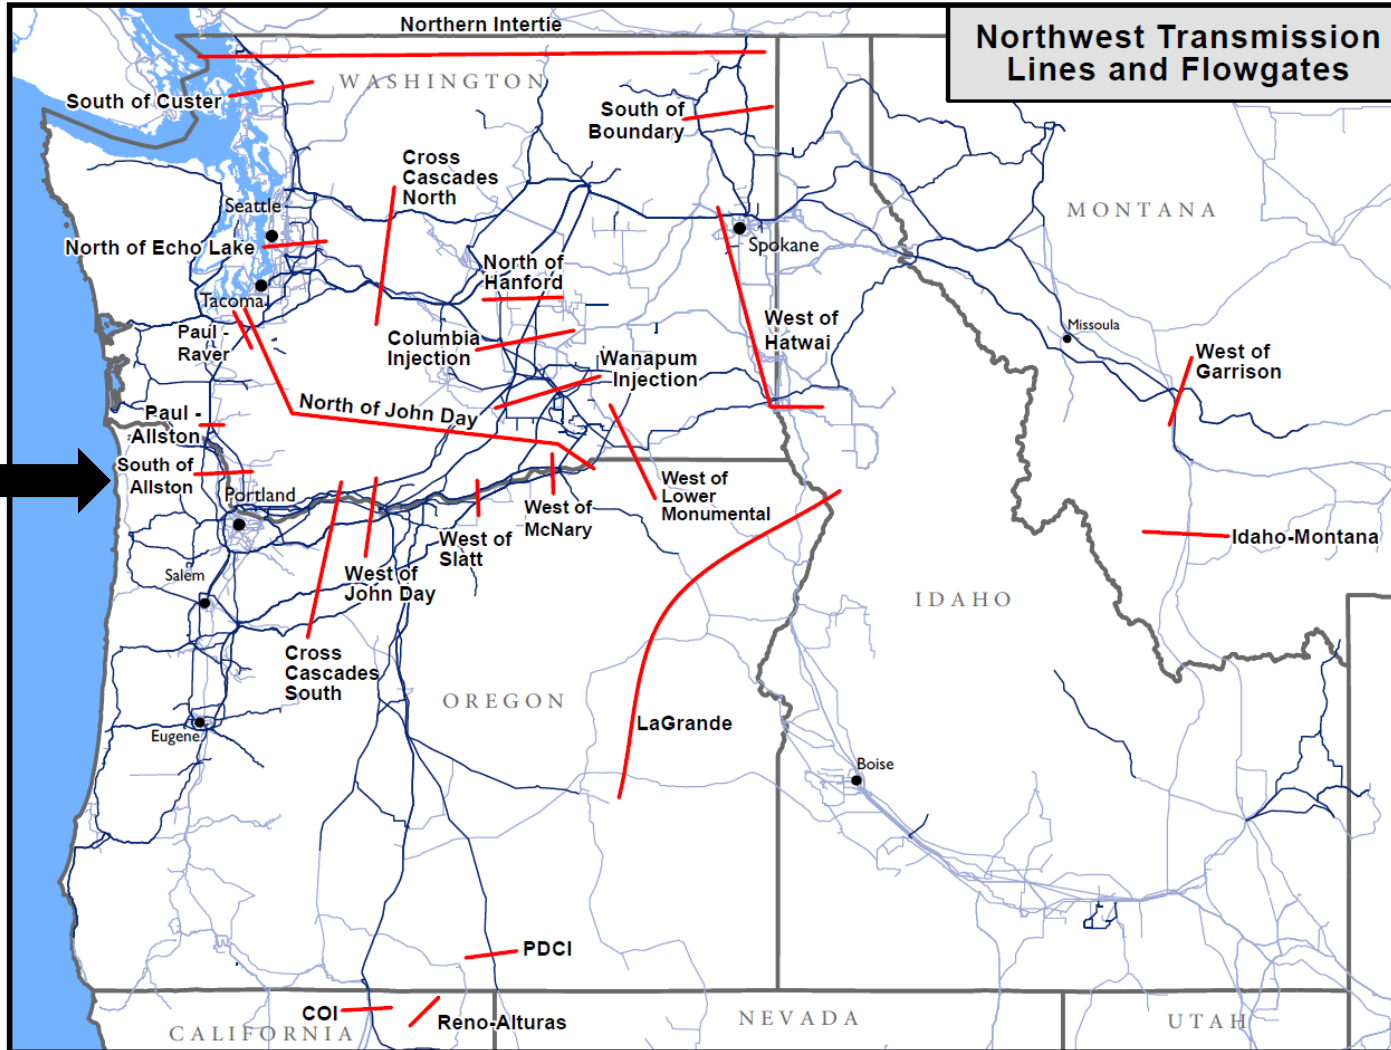 Northern Intertie
Northwest Transmission
Lines and Flowgates
WASHINGTON
South of Custer
South of
Boundary
Cross
Cascades
North
Seattle
MONTANA
North of Echo Lake
Spokane
North of
Hanford
Tacoma
Paul -
Raver
Columbia
Injection
West of
Hatwai
Missoula
West of
Garrison
Wanapum
Injection
North of John Day
Paul -
Allston
South of
Allston
Portland
West of
Lower
Monumental
West of
McNary
West of
Slatt
Idaho-Montana
Salem
West of
John Day
IDAHO
Cross
Cascades
South
OREGON
LaGrande
Eugene
Boise
PDCI
COI
Reno-Alturas
CALIFORNIA
NEVADA
UTAH